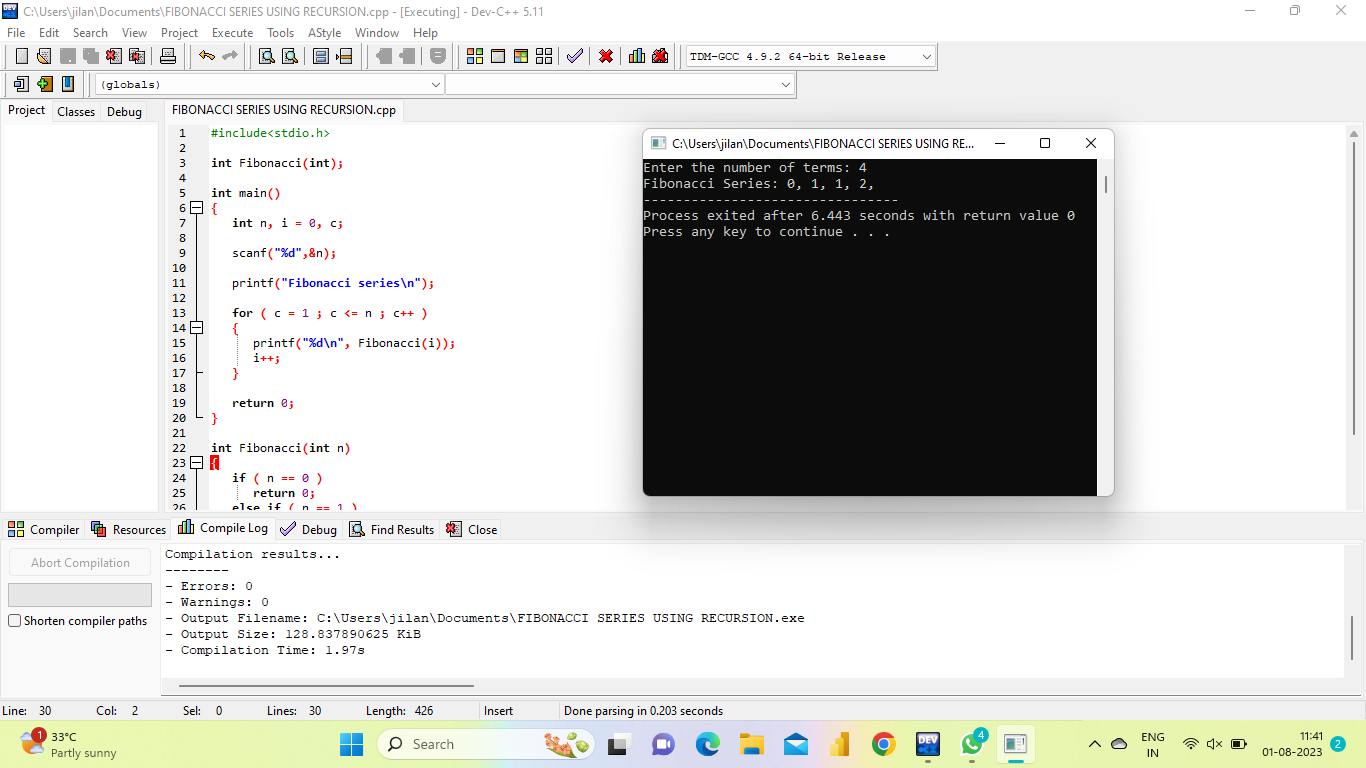 C:\Users\jilan\Documents\FIBONACCI SERIES USING RECURSION.cpp - [Executing] - Dev-C++ 5.11
File Edit Search View Project Execute Tools AStyle Window Help
TDM-GCC 4.9.2 64-bit Release
(globals)
Project Classes Debug
FIBONACCI SERIES USING RECURSION.cpp
1 #include<stdio.h>
2
3 int Fibonacci(int);
4
5 int main()
6 {
7 int n, i = 0, c;
8
9 scanf("%d",&n);
10
11 printf("Fibonacci series\n");
12
13 for ( c = 1 ; c <= n ; c++ )
14 {
15 printf("%d\n", Fibonacci(i));
16 i++;
17 }
18
19 return 0;
20 }
21
22 int Fibonacci(int n)
23 {
24 if ( n == 0 )
25 return 0;
26 else if ( n == 1 )
C:\Users\jilan\Documents\FIBONACCI SERIES USING RE...
Enter the number of terms: 4
Fibonacci Series: 0, 1, 1, 2,
--------------------------------
Process exited after 6.443 seconds with return value 0
Press any key to continue . . .
Compiler Resources Compile Log Debug Find Results Close
Abort Compilation
Shorten compiler paths
Compilation results...
--------
- Errors: 0
- Warnings: 0
- Output Filename: C:\Users\jilan\Documents\FIBONACCI SERIES USING RECURSION.exe
- Output Size: 128.837890625 KiB
- Compilation Time: 1.97s
Line: 30 Col: 2 Sel: 0 Lines: 30 Length: 426 Insert Done parsing in 0.203 seconds
1
33°C
Partly sunny
Search
DEV
4
ENG
IN
11:41
01-08-2023
2